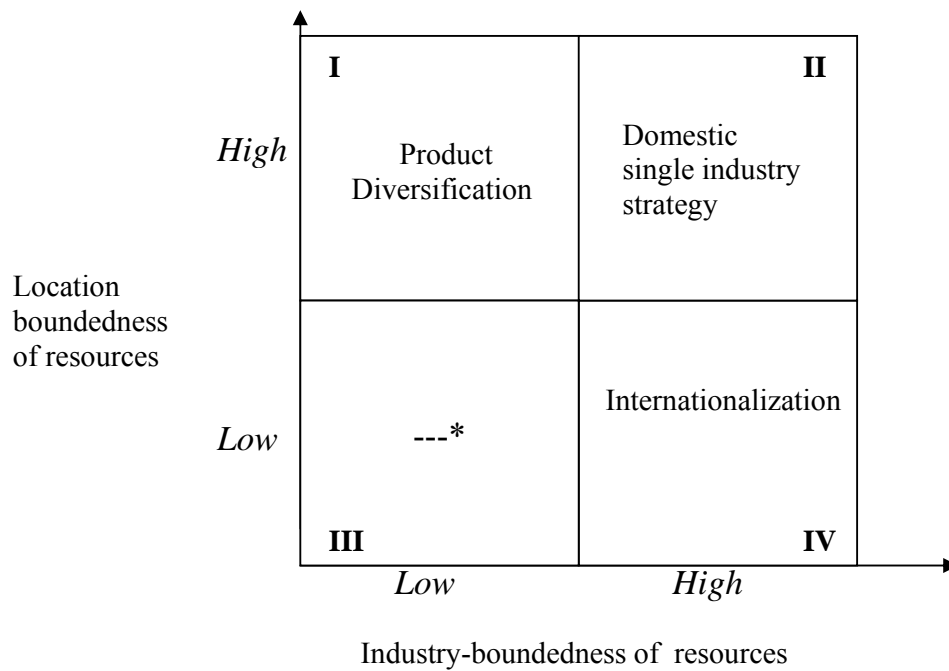 I
II
High
Product
Diversification
Domestic
single industry
strategy
Location
boundedness
of resources
Internationalization
Low
---*
III
IV
Low
High
Industry-boundedness of resources